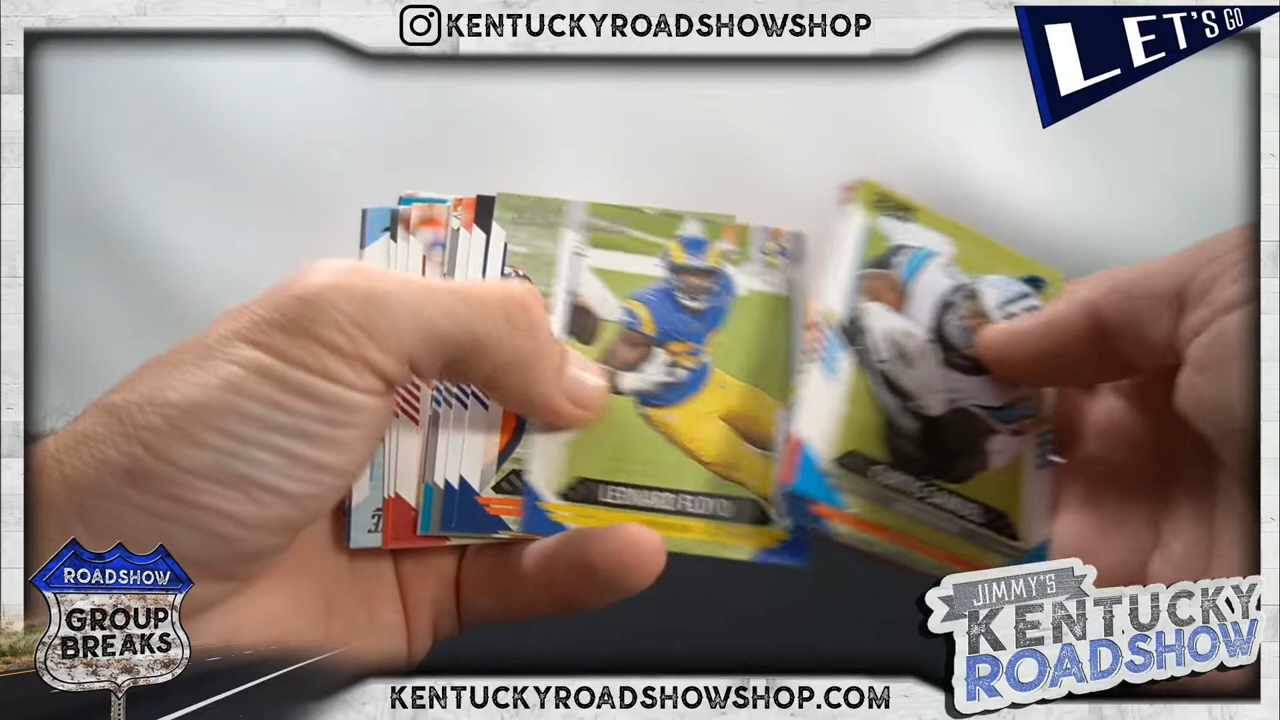 KENTUCKYROADSHOWSHOP
LET'S GO
LEONARD FLOYD
ROADSHOW
GROUP
BREAKS
JIMMY'S
KENTUCKY
ROADSHOW
KENTUCKYROADSHOWSHOP.COM